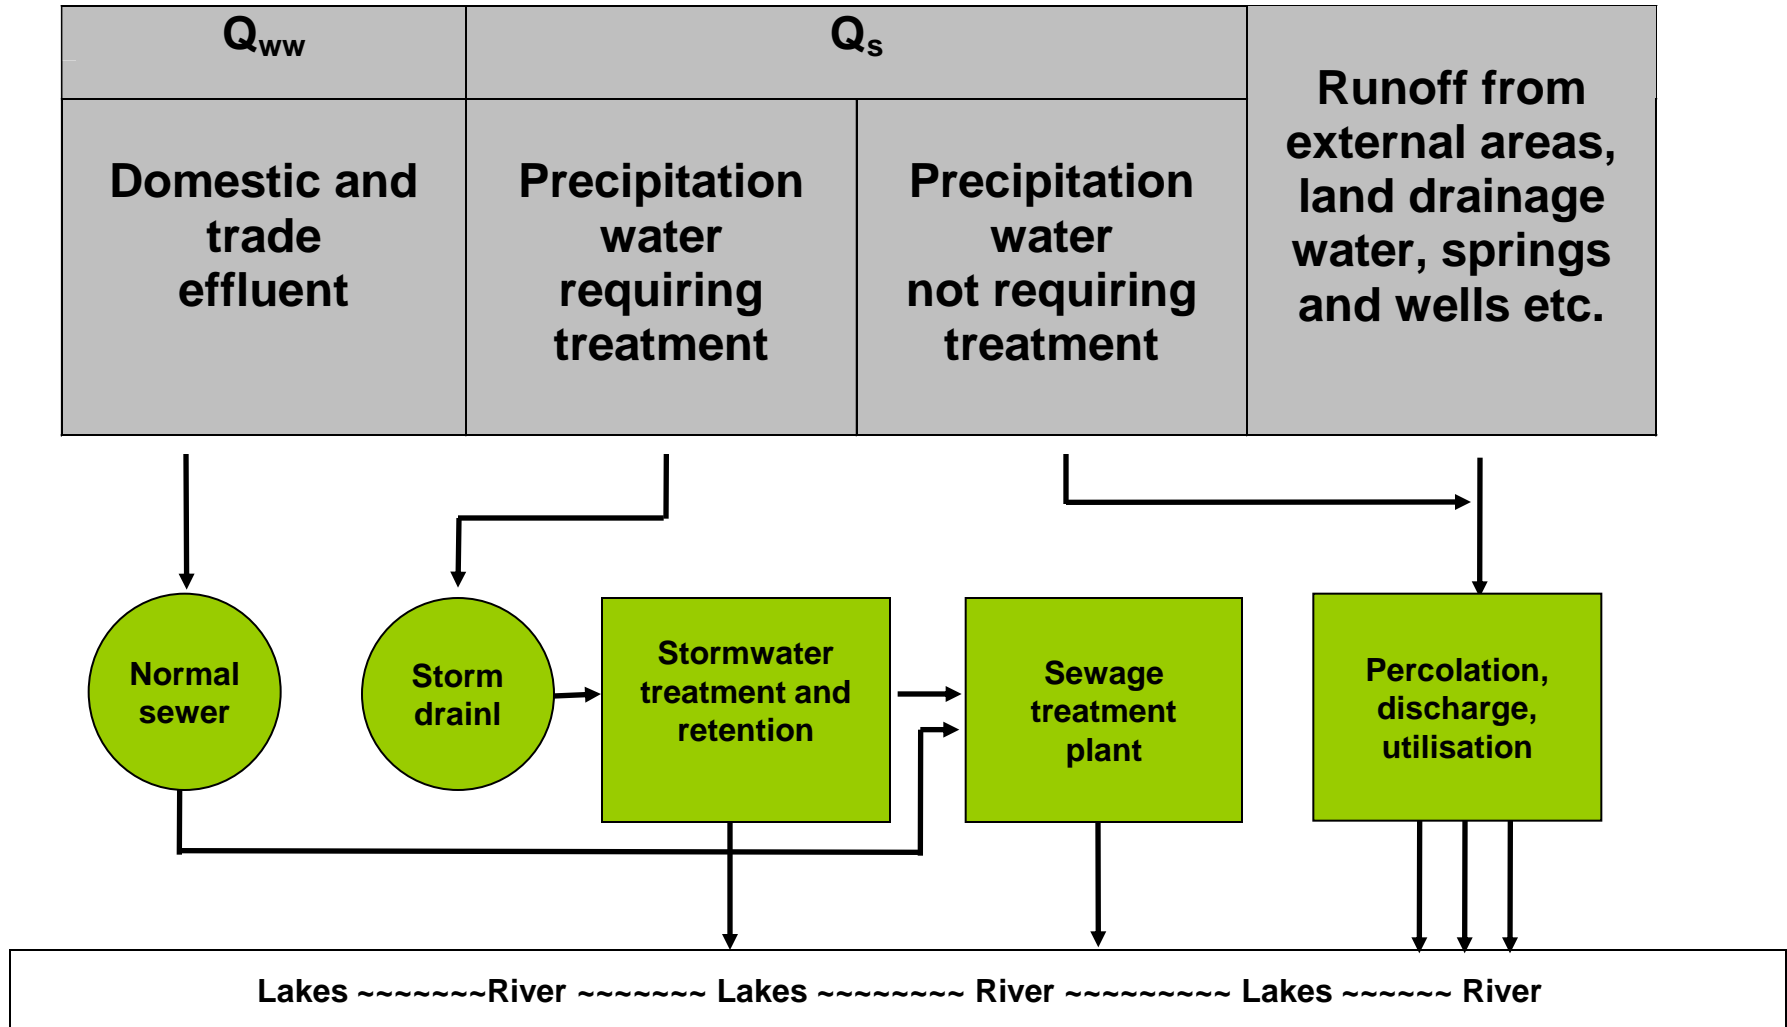 Qww
Qs
Runoff from
external areas,
land drainage
water, springs
and wells etc.
Domestic and
trade
effluent
Precipitation
water
requiring
treatment
Precipitation
water
not requiring
treatment
Normal
sewer
Storm
drainl
Stormwater
treatment and
retention
Sewage
treatment
plant
Percolation,
discharge,
utilisation
Lakes ~~~~~~~River ~~~~~~~ Lakes ~~~~~~~~ River ~~~~~~~~~ Lakes ~~~~~~ River